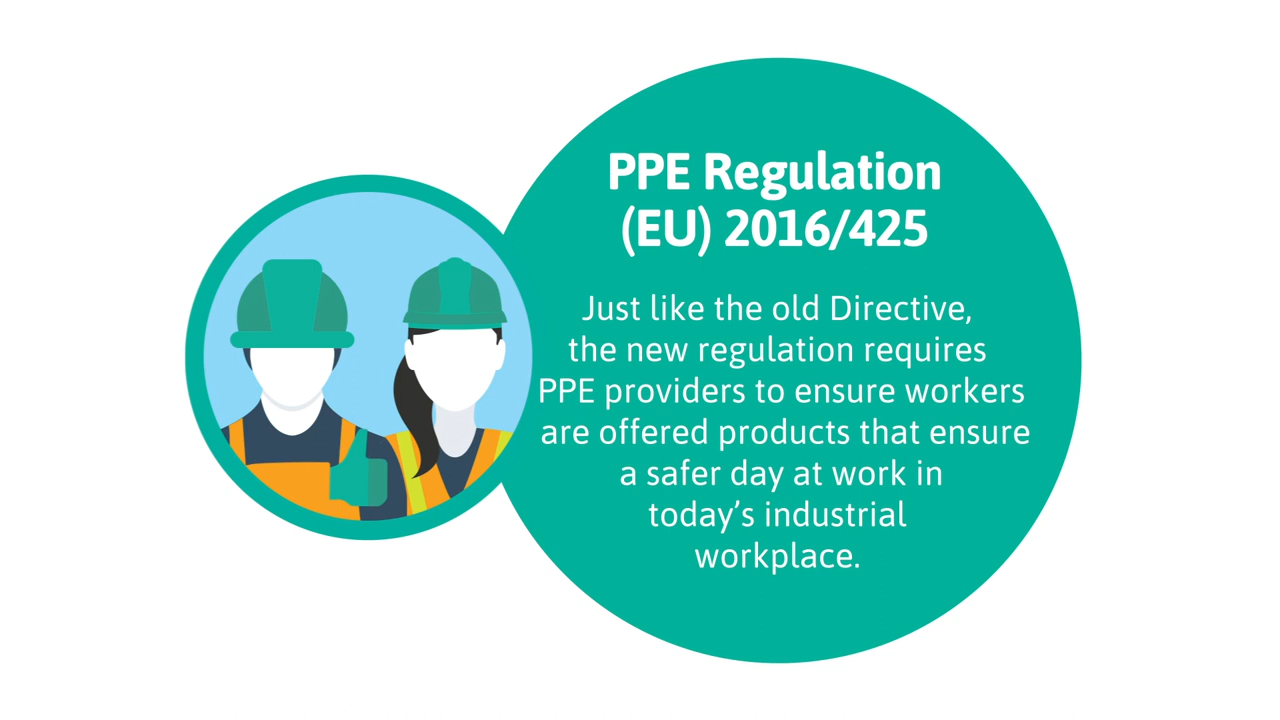 PPE Regulation
(EU) 2016/425
Just like the old Directive,
the new regulation requires
PPE providers to ensure workers
are offered products that ensure
a safer day at work in
today’s industrial
workplace.